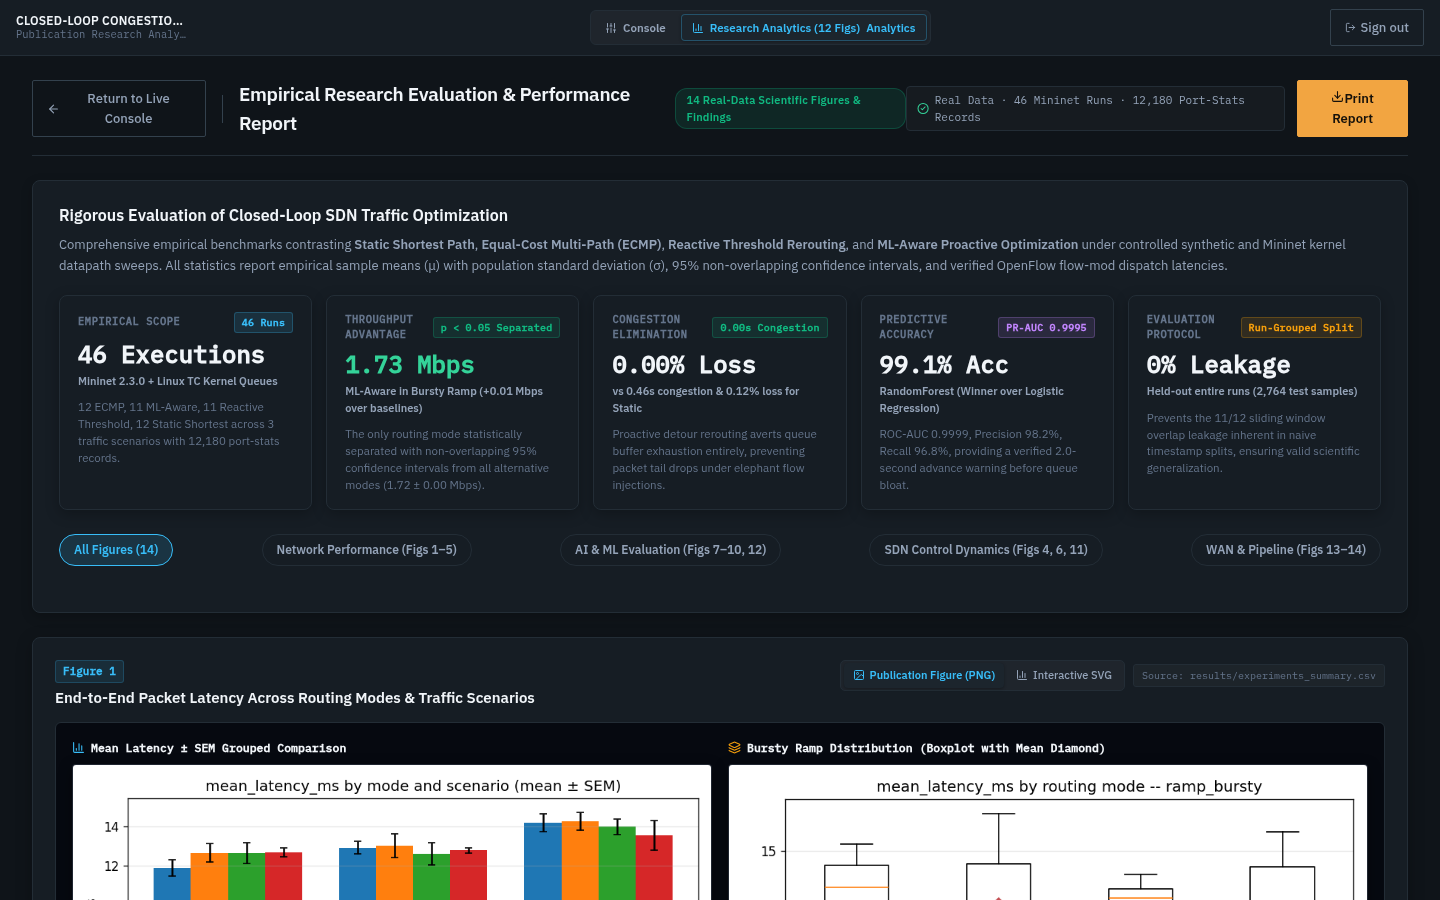 CLOSED-LOOP CONGESTIO...
Publication Research Analy…
Console
Research Analytics (12 Figs) Analytics
Sign out
Return to Live
Console
Empirical Research Evaluation & Performance
Report
14 Real-Data Scientific Figures &
Findings
Real Data · 46 Mininet Runs · 12,180 Port-Stats
Records
Print
Report
Rigorous Evaluation of Closed-Loop SDN Traffic Optimization
Comprehensive empirical benchmarks contrasting Static Shortest Path, Equal-Cost Multi-Path (ECMP), Reactive Threshold Rerouting, and ML-Aware Proactive Optimization under controlled synthetic and Mininet kernel
datapath sweeps. All statistics report empirical sample means (μ) with population standard deviation (σ), 95% non-overlapping confidence intervals, and verified OpenFlow flow-mod dispatch latencies.
EMPIRICAL SCOPE
46 Runs
46 Executions
Mininet 2.3.0 + Linux TC Kernel Queues
12 ECMP, 11 ML-Aware, 11 Reactive
Threshold, 12 Static Shortest across 3
traffic scenarios with 12,180 port-stats
records.
THROUGHPUT
ADVANTAGE
p < 0.05 Separated
1.73 Mbps
ML-Aware in Bursty Ramp (+0.01 Mbps
over baselines)
The only routing mode statistically
separated with non-overlapping 95%
confidence intervals from all alternative
modes (1.72 ± 0.00 Mbps).
CONGESTION
ELIMINATION
0.00s Congestion
0.00% Loss
vs 0.46s congestion & 0.12% loss for
Static
Proactive detour rerouting averts queue
buffer exhaustion entirely, preventing
packet tail drops under elephant flow
injections.
PREDICTIVE
ACCURACY
PR-AUC 0.9995
99.1% Acc
RandomForest (Winner over Logistic
Regression)
ROC-AUC 0.9999, Precision 98.2%,
Recall 96.8%, providing a verified 2.0-
second advance warning before queue
bloat.
EVALUATION
PROTOCOL
Run-Grouped Split
0% Leakage
Held-out entire runs (2,764 test samples)
Prevents the 11/12 sliding window
overlap leakage inherent in naive
timestamp splits, ensuring valid scientific
generalization.
All Figures (14)
Network Performance (Figs 1–5)
AI & ML Evaluation (Figs 7–10, 12)
SDN Control Dynamics (Figs 4, 6, 11)
WAN & Pipeline (Figs 13–14)
Figure 1
End-to-End Packet Latency Across Routing Modes & Traffic Scenarios
Publication Figure (PNG)
Interactive SVG
Source: results/experiments_summary.csv
Mean Latency ± SEM Grouped Comparison
mean_latency_ms by mode and scenario (mean ± SEM)
14
12
Bursty Ramp Distribution (Boxplot with Mean Diamond)
mean_latency_ms by routing mode -- ramp_bursty
15